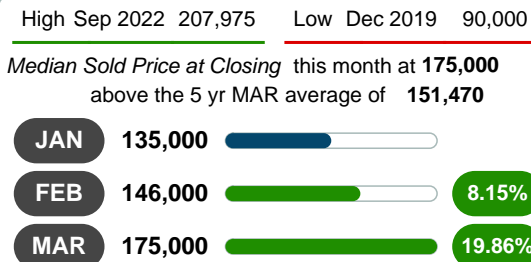 High Sep 2022 207,975 Low Dec 2019 90,000
Median Sold Price at Closing this month at 175,000
above the 5 yr MAR average of 151,470
JAN 135,000
FEB 146,000 8.15%
MAR 175,000 19.86%